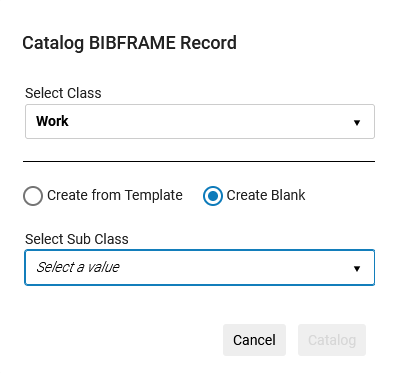 Catalog BIBFRAME Record
Select Class
Work
Create from Template Create Blank
Select Sub Class
Select a value
Cancel Catalog